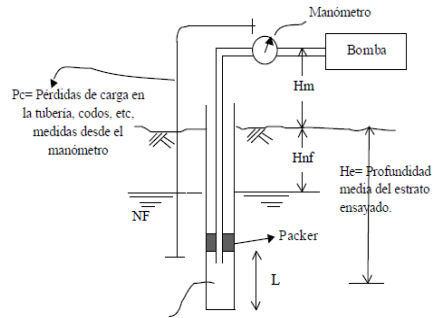 Manómetro
Bomba
Pc= Pérdidas de carga en
la tubería, codos, etc,
medidas desde el
manómetro
Hm
Hnf
He= Profundidad
media del estrato
ensayado.
NF
Packer
L